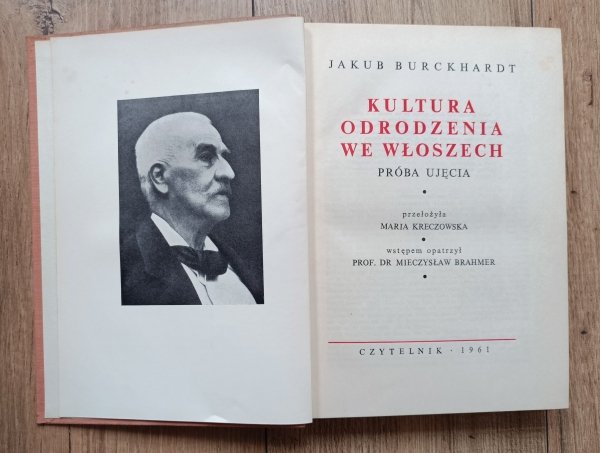 JAKUB BURCKHARDT
KULTURA
ODRODZENIA
WE WŁOSZECH
PRÓBA UJĘCIA
przełożyła
MARIA KRECZOWSKA
wstępem opatrzył
PROF. DR MIECZYSŁAW BRAHMER
CZYTELNIK · 1961